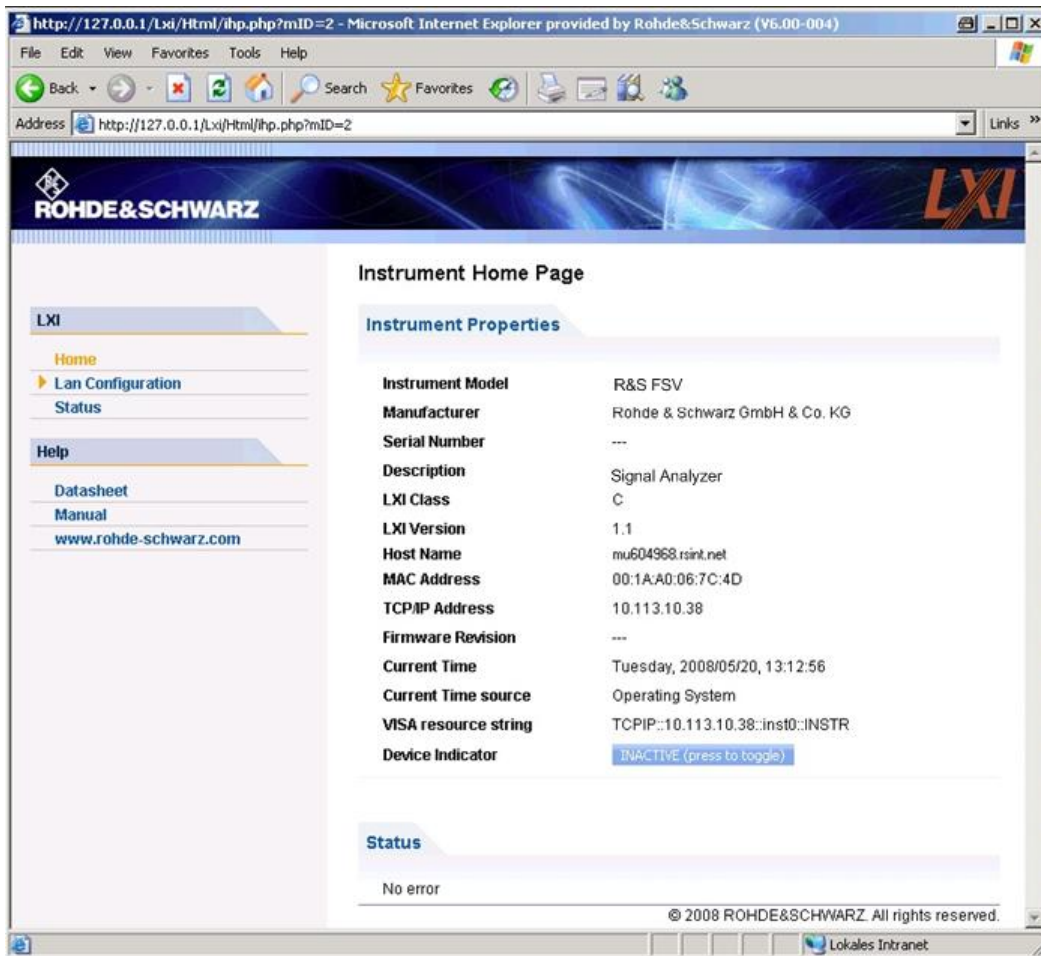 http://127.0.0.1/Lxi/Html/ihp.php?mID=2 - Microsoft Internet Explorer provided by Rohde&Schwarz (V6.00-004)
File Edit View Favorites Tools Help
Back Search Favorites
Address http://127.0.0.1/Lxi/Html/ihp.php?mID=2 Links »
R&S
ROHDE&SCHWARZ
LXI
Instrument Home Page
LXI
Home
Lan Configuration
Status
Help
Datasheet
Manual
www.rohde-schwarz.com
Instrument Properties
Instrument Model R&S FSV
Manufacturer Rohde & Schwarz GmbH & Co. KG
Serial Number ---
Description Signal Analyzer
LXI Class C
LXI Version 1.1
Host Name mu604968.rsint.net
MAC Address 00:1A:A0:06:7C:4D
TCP/IP Address 10.113.10.38
Firmware Revision ---
Current Time Tuesday, 2008/05/20, 13:12:56
Current Time source Operating System
VISA resource string TCPIP::10.113.10.38::inst0::INSTR
Device Indicator INACTIVE (press to toggle)
Status
No error
© 2008 ROHDE&SCHWARZ. All rights reserved.
Lokales Intranet